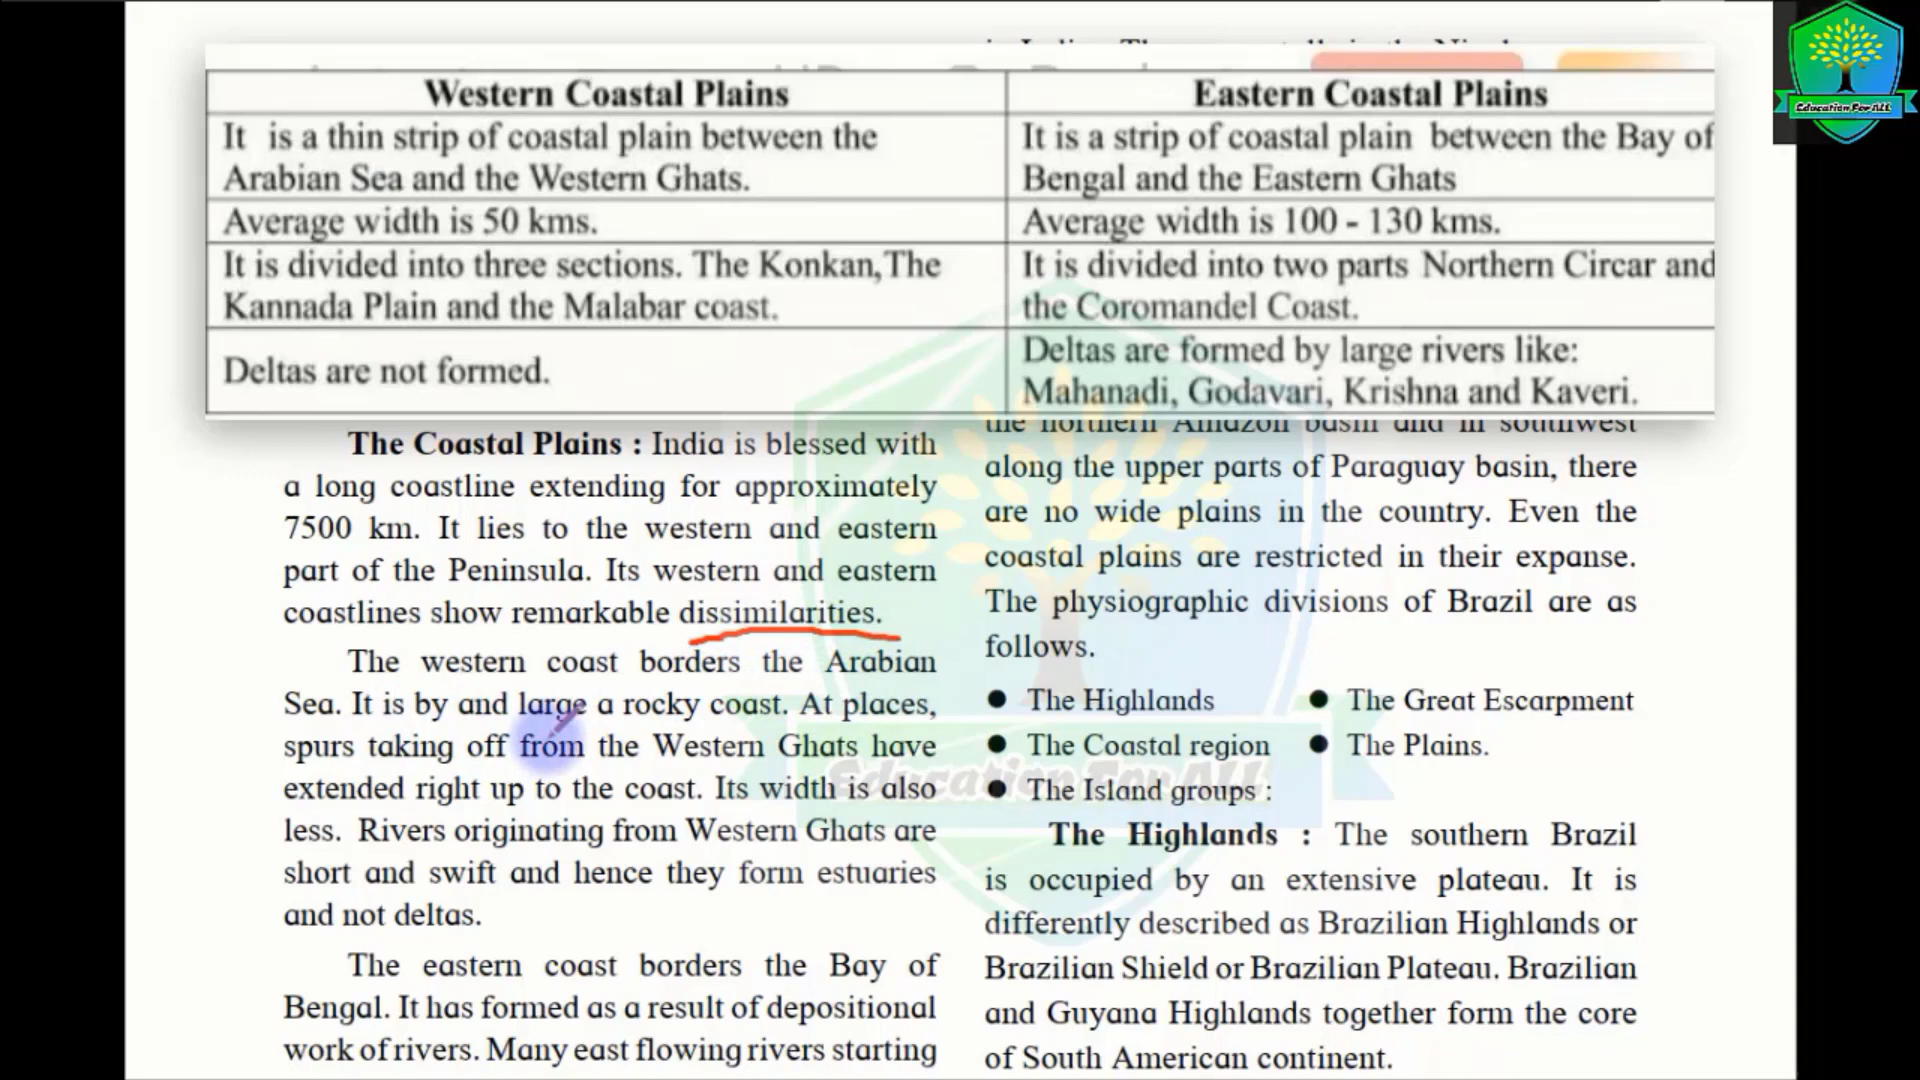 Western Coastal Plains
Eastern Coastal Plains
It is a thin strip of coastal plain between the
Arabian Sea and the Western Ghats.
It is a strip of coastal plain between the Bay of
Bengal and the Eastern Ghats
Average width is 50 kms.
Average width is 100 - 130 kms.
It is divided into three sections. The Konkan,The
Kannada Plain and the Malabar coast.
It is divided into two parts Northern Circar and
the Coromandel Coast.
Deltas are not formed.
Deltas are formed by large rivers like:
Mahanadi, Godavari, Krishna and Kaveri.
The Coastal Plains : India is blessed with
a long coastline extending for approximately
7500 km. It lies to the western and eastern
part of the Peninsula. Its western and eastern
coastlines show remarkable dissimilarities.
The western coast borders the Arabian
Sea. It is by and large a rocky coast. At places,
spurs taking off from the Western Ghats have
extended right up to the coast. Its width is also
less. Rivers originating from Western Ghats are
short and swift and hence they form estuaries
and not deltas.
The eastern coast borders the Bay of
Bengal. It has formed as a result of depositional
work of rivers. Many east flowing rivers starting
the northern Amazon basin and in southwest
along the upper parts of Paraguay basin, there
are no wide plains in the country. Even the
coastal plains are restricted in their expanse.
The physiographic divisions of Brazil are as
follows.
● The Highlands ● The Great Escarpment
● The Coastal region ● The Plains.
● The Island groups :
The Highlands : The southern Brazil
is occupied by an extensive plateau. It is
differently described as Brazilian Highlands or
Brazilian Shield or Brazilian Plateau. Brazilian
and Guyana Highlands together form the core
of South American continent.
Education For ALL
Education For ALL